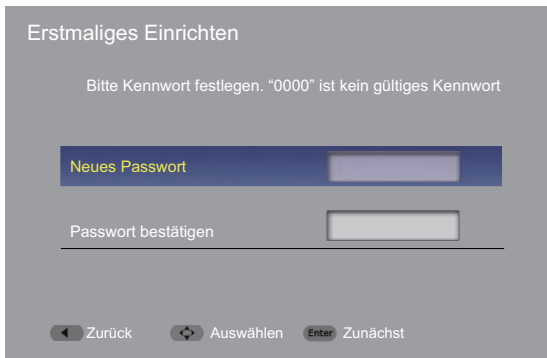 Erstmaliges Einrichten
Bitte Kennwort festlegen. “0000” ist kein gültiges Kennwort
Neues Passwort
Passwort bestätigen
Zurück Auswählen Enter Zunächst